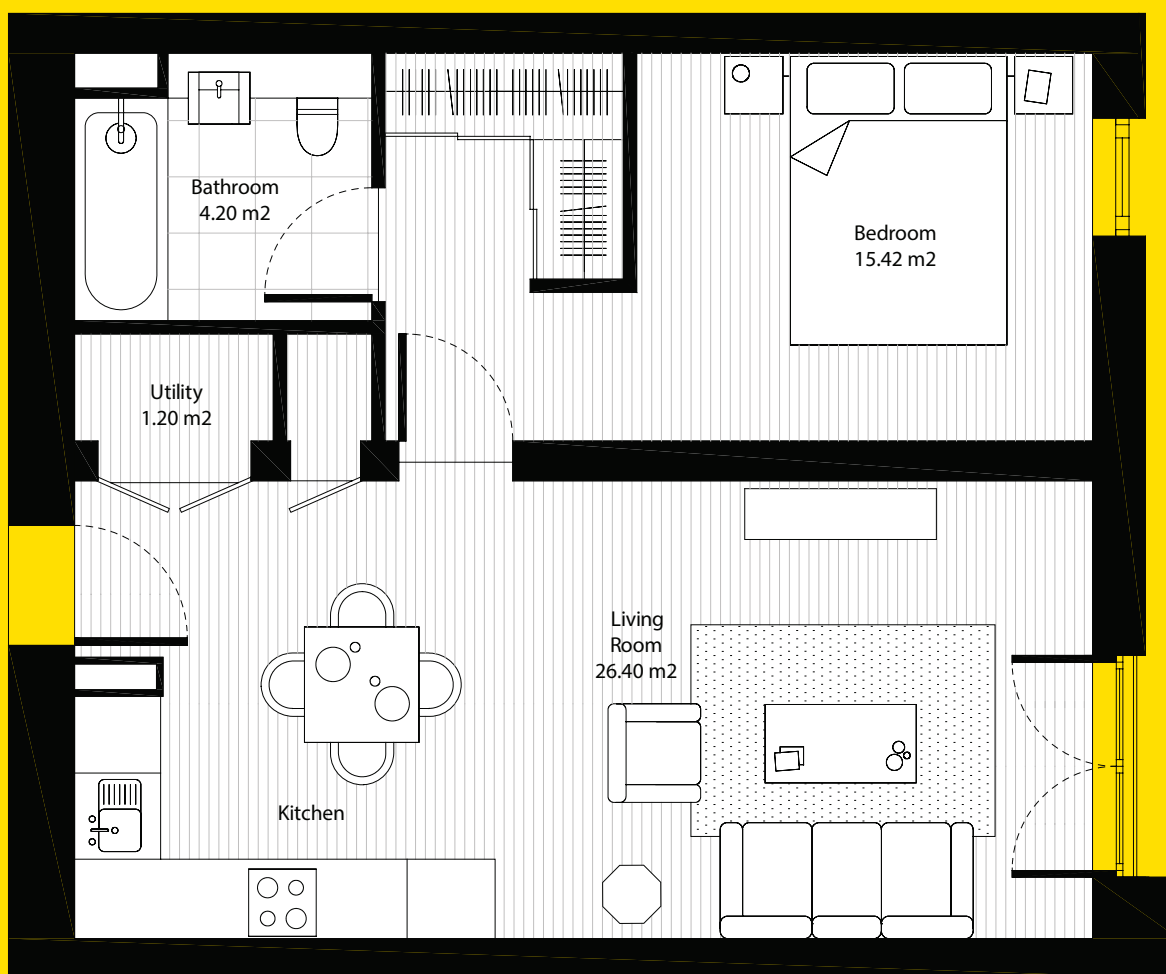 Bathroom
4.20 m2
Bedroom
15.42 m2
Utility
1.20 m2
Living
Room
26.40 m2
Kitchen